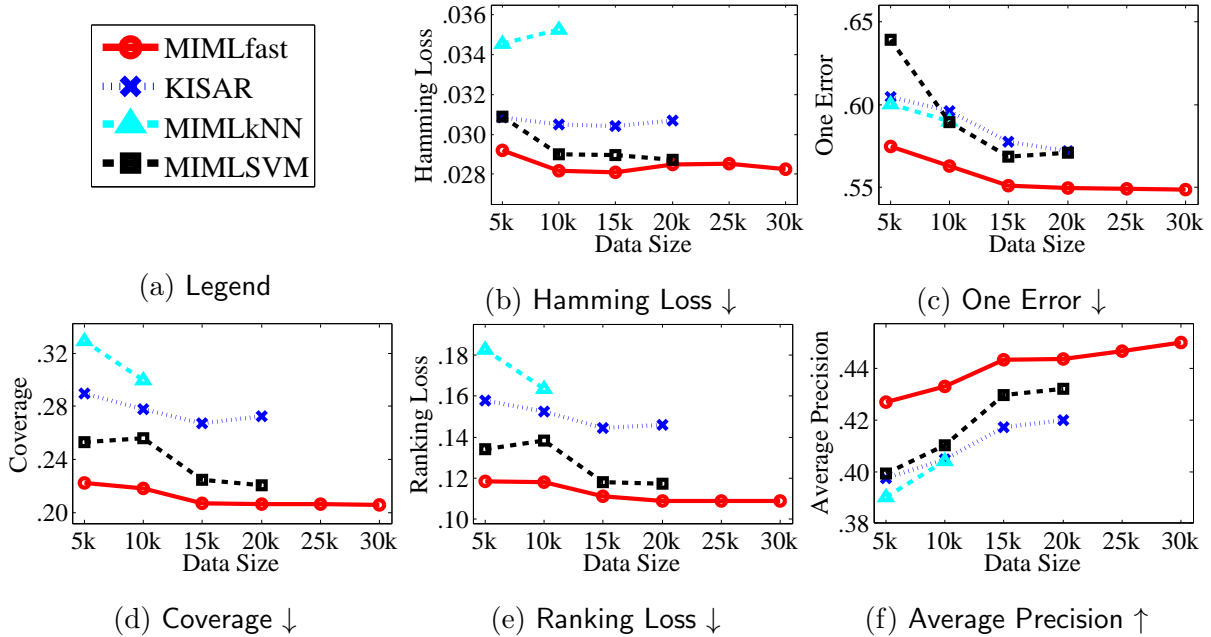 MIMLfast
KISAR
MIMLkNN
MIMLSVM
(a) Legend
.036
.034
.032
.030
.028
Hamming Loss
5k 10k 15k 20k 25k 30k
Data Size
(b) Hamming Loss ↓
.65
.60
.55
One Error
5k 10k 15k 20k 25k 30k
Data Size
(c) One Error ↓
.32
.28
.24
.20
Coverage
5k 10k 15k 20k 25k 30k
Data Size
(d) Coverage ↓
.18
.16
.14
.12
.10
Ranking Loss
5k 10k 15k 20k 25k 30k
Data Size
(e) Ranking Loss ↓
.44
.42
.40
.38
Average Precision
5k 10k 15k 20k 25k 30k
Data Size
(f) Average Precision ↑